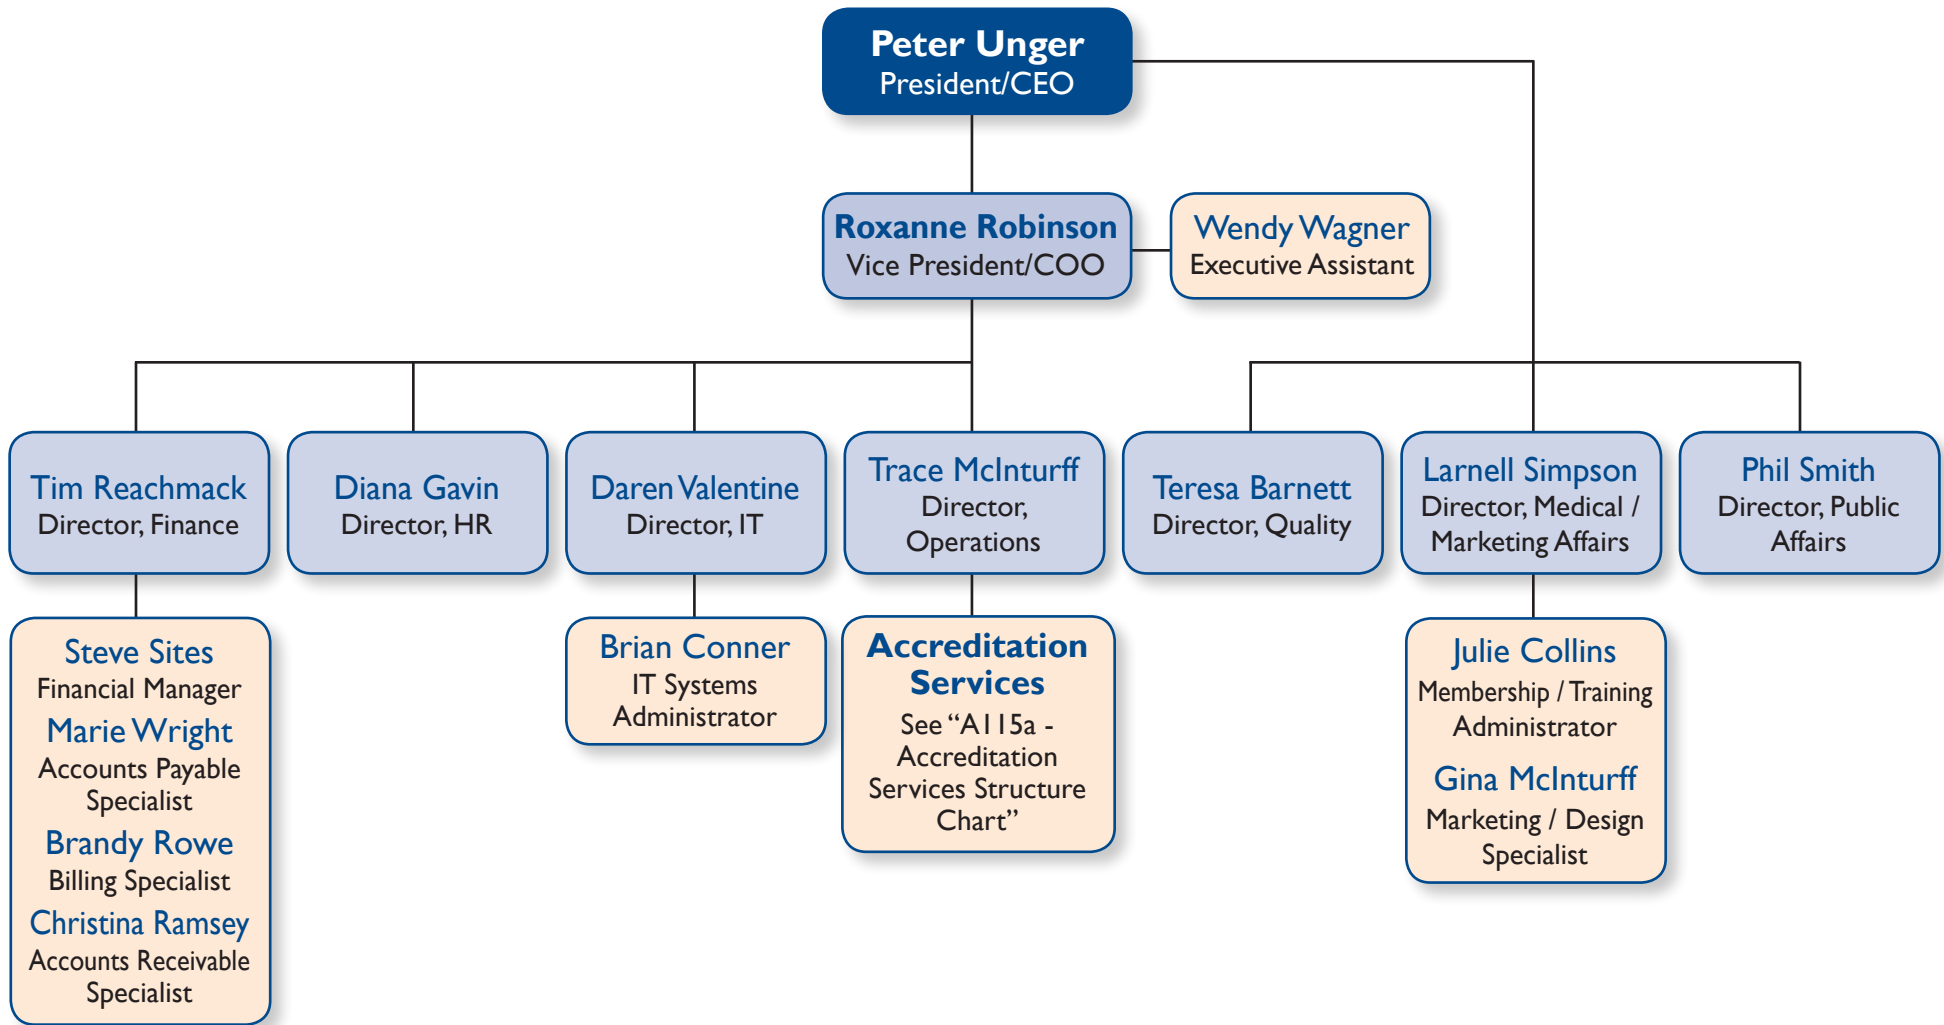 Peter Unger
President/CEO
Roxanne Robinson
Vice President/COO
Wendy Wagner
Executive Assistant
Tim Reachmack
Director, Finance
Diana Gavin
Director, HR
Daren Valentine
Director, IT
Trace McInturff
Director,
Operations
Teresa Barnett
Director, Quality
Larnell Simpson
Director, Medical /
Marketing Affairs
Phil Smith
Director, Public
Affairs
Steve Sites
Financial Manager
Marie Wright
Accounts Payable
Specialist
Brandy Rowe
Billing Specialist
Christina Ramsey
Accounts Receivable
Specialist
Brian Conner
IT Systems
Administrator
Accreditation
Services
See “A115a -
Accreditation
Services Structure
Chart”
Julie Collins
Membership / Training
Administrator
Gina McInturff
Marketing / Design
Specialist